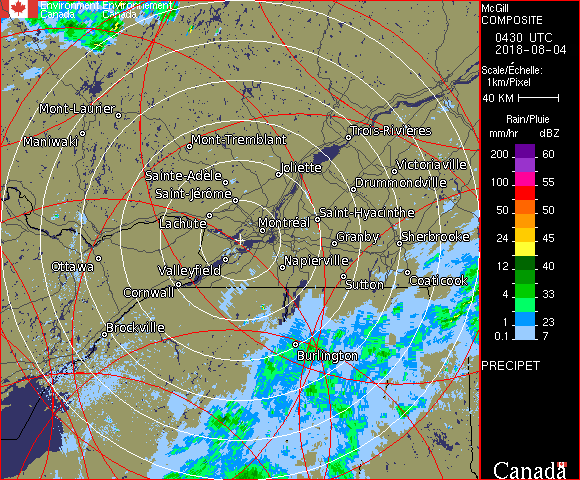 Environment Environnement
Canada Canada
McGill
COMPOSITE
0430 UTC
2018-08-04
Scale/Échelle:
1km/Pixel
40 KM
Rain/Pluie
mm/hr dBZ
200 60
155
100 55
50 50
24 45
12 40
4 33
1 23
0.1 7
PRECIPET
Canada
Mont-Laurier
Maniwaki
Mont-Tremblant
Trois-Rivières
Sainte-Adèle
Joliette
Victoriaville
Saint-Jérôme
Drummondville
Lachute
Montréal
Saint-Hyacinthe
Granby
Sherbrooke
Ottawa
Valleyfield
Napierville
Cornwall
Sutton
Coaticook
Brockville
Burlington